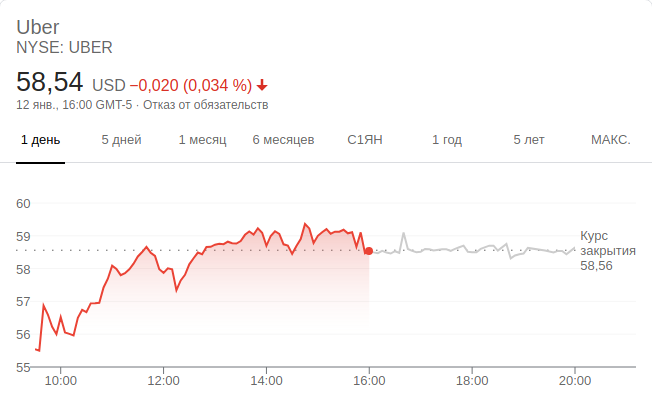 Uber
NYSE: UBER
58,54 USD −0,020 (0,034 %)
12 янв., 16:00 GMT-5 · Отказ от обязательств
1 день 5 дней 1 месяц 6 месяцев С1ЯН 1 год 5 лет МАКС.
60
59
58
57
56
55
Курс
закрытия
58,56
10:00 12:00 14:00 16:00 18:00 20:00